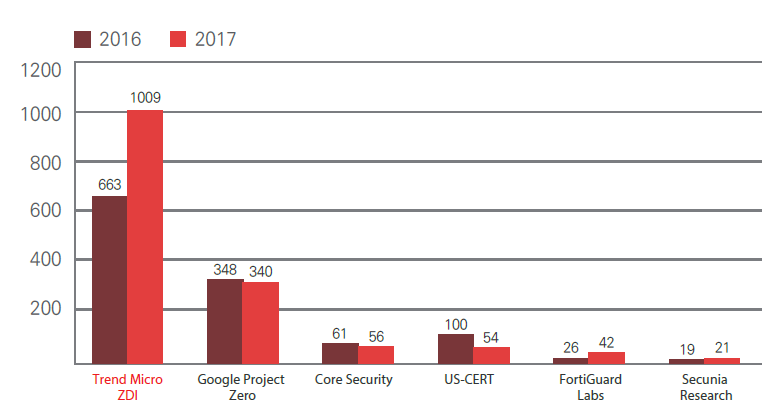 2016 2017
1200
1000
800
600
400
200
663 1009
348 340
61 56
100 54
26 42
19 21
Trend Micro
ZDI
Google Project
Zero
Core Security
US-CERT
FortiGuard
Labs
Secunia
Research